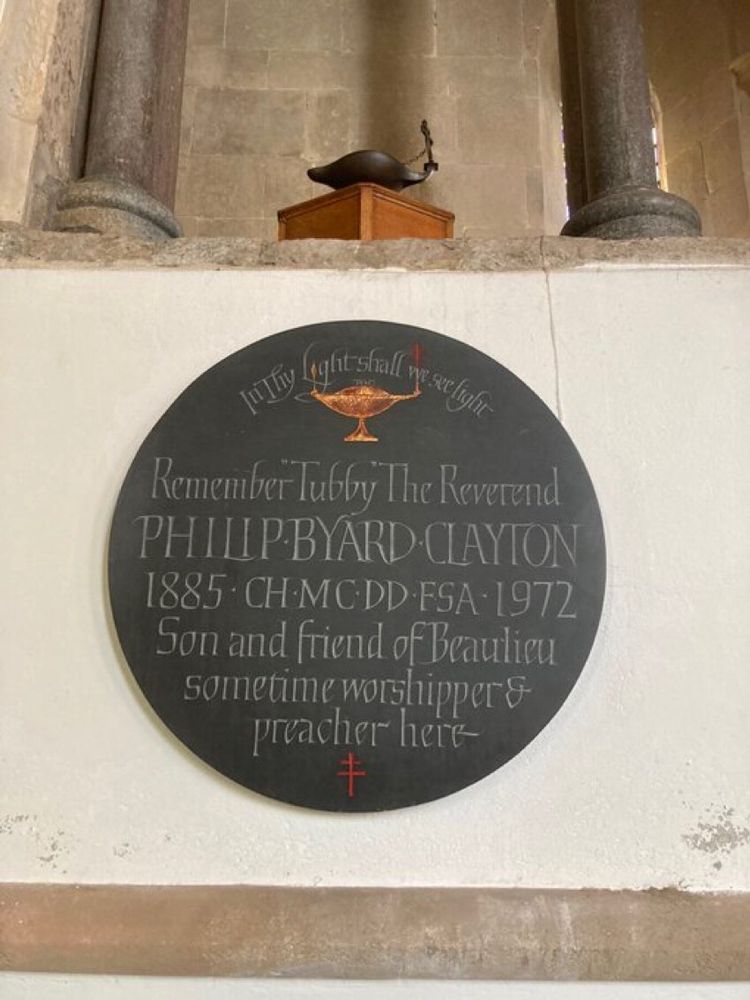 In Thy Light shall we see light
Remember "Tubby" The Reverend
PHILIP·BYARD·CLAYTON
1885·CH·MC·DD·FSA·1972
Son and friend of Beaulieu
sometime worshipper &
preacher here